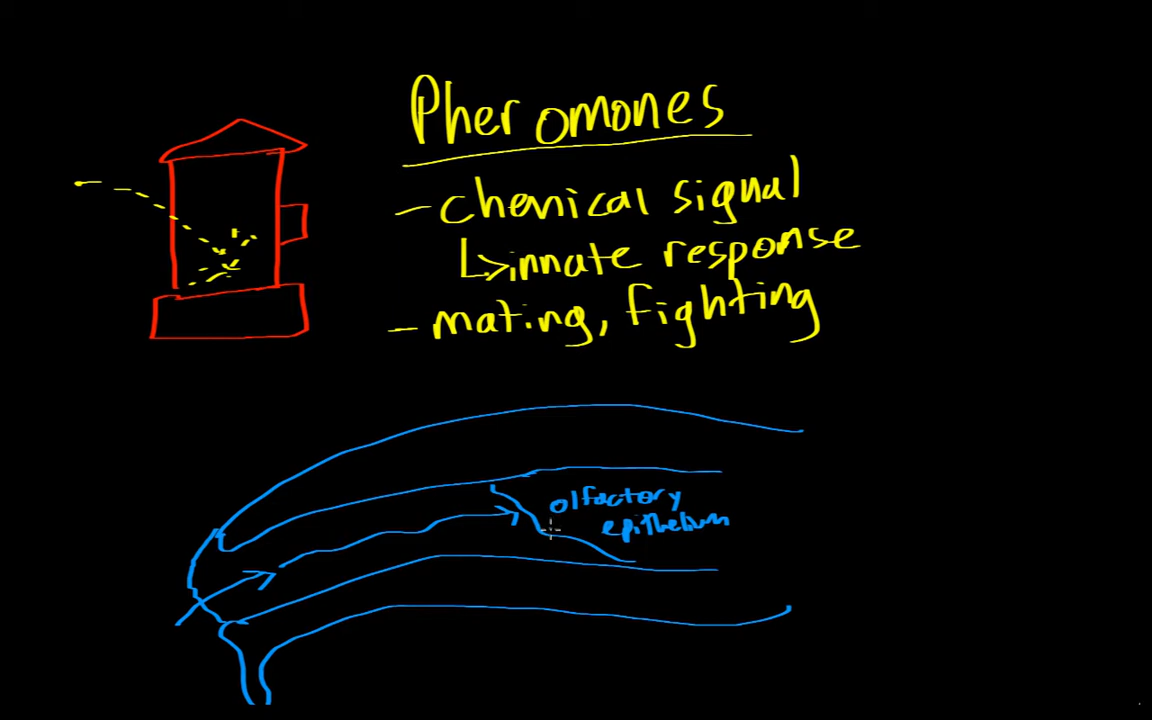 Pheromones
- chemical signal
↳ innate response
- mating, fighting
olfactory
epithelium